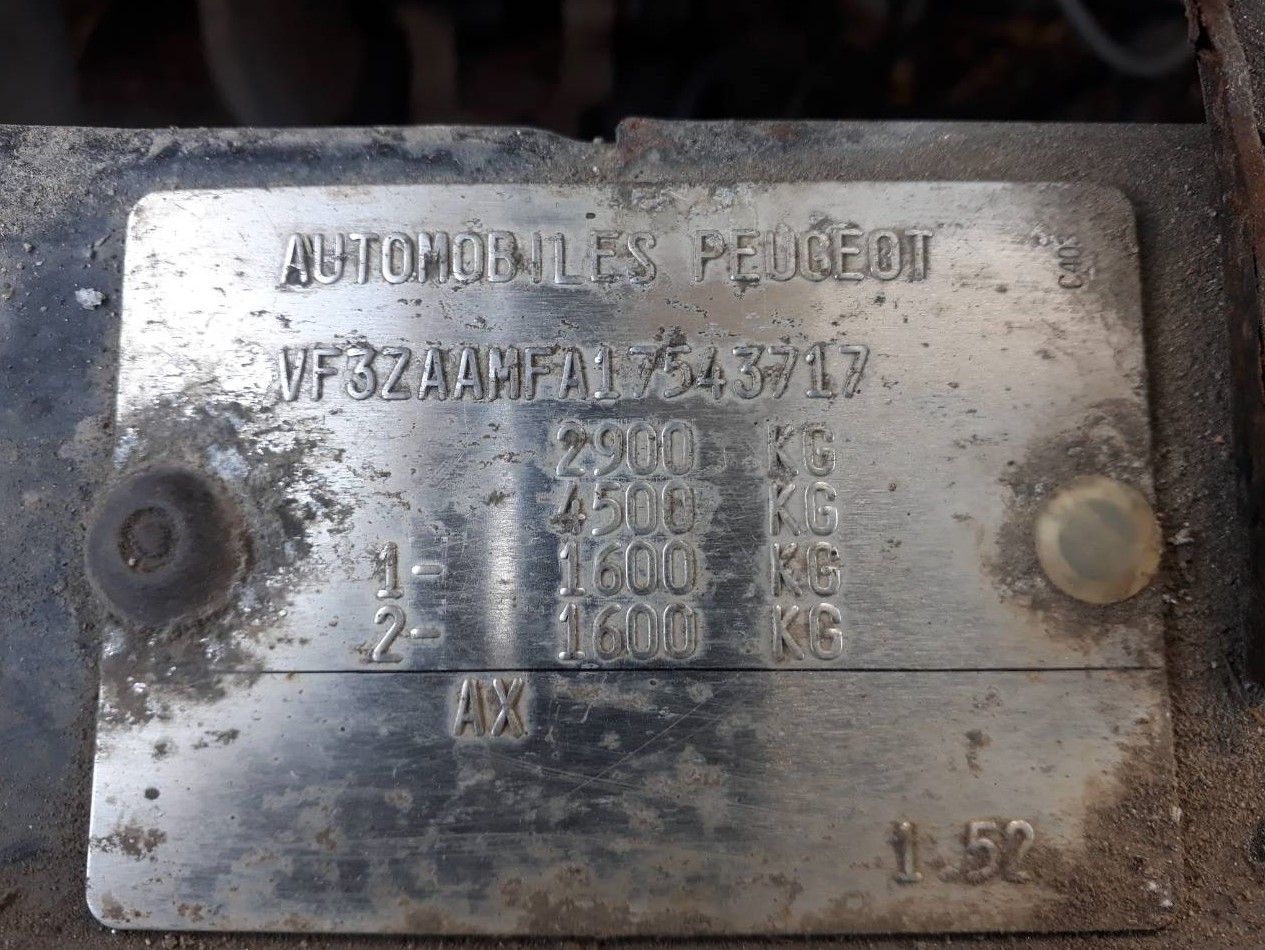 AUTOMOBILES PEUGEOT
VF3ZAAMFA17543717
2900 KG
4500 KG
1- 1600 KG
2- 1600 KG
AX
1.52